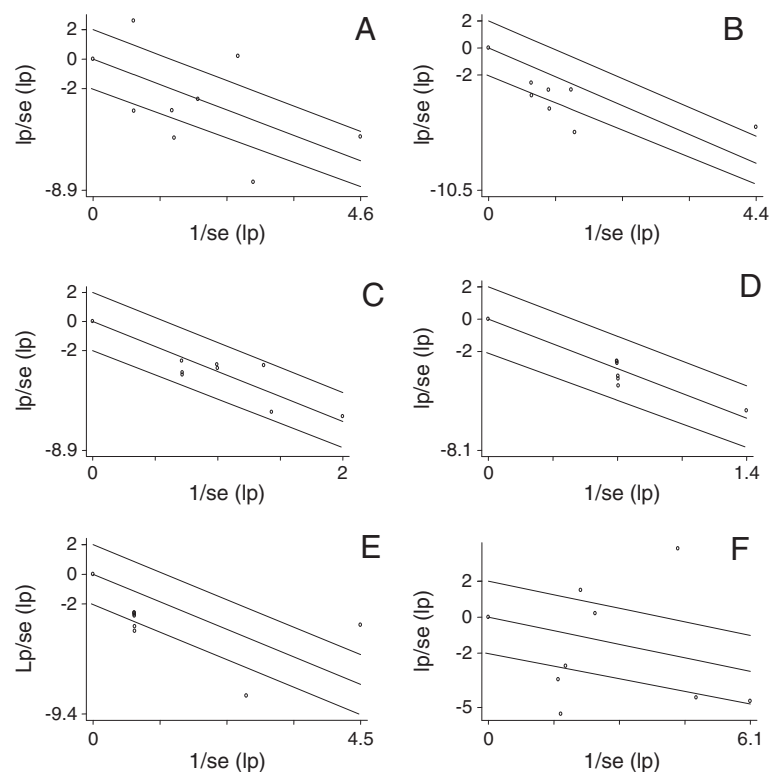 A
lp/se (lp)
2
0
-2
-8.9
0
4.6
1/se (lp)
B
lp/se (lp)
2
0
-2
-10.5
0
4.4
1/se (lp)
C
lp/se (lp)
2
0
-2
-8.9
0
2
1/se (lp)
D
lp/se (lp)
2
0
-2
-8.1
0
1.4
1/se (lp)
E
Lp/se (lp)
2
0
-2
-9.4
0
4.5
1/se (lp)
F
lp/se (lp)
2
0
-2
-5
0
6.1
1/se (lp)